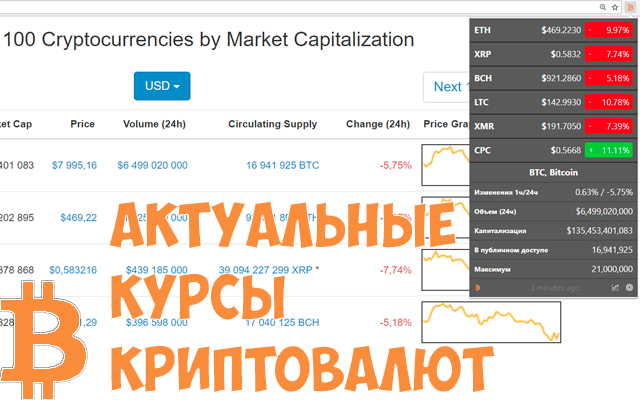 100 Cryptocurrencies by Market Capitalization
USD
Next
ket Cap Price Volume (24h) Circulating Supply Change (24h) Price Gra
401 083 $7 995,16 $6 499 020 000 16 941 925 BTC -5,75%
202 895 $469,22
378 868 $0,583216 $439 185 000 39 094 227 299 XRP * -7,74%
$396 598 000 17 040 125 BCH -5,18%
АКТУАЛЬНЫЕ
КУРСЫ
КРИПТОВАЛЮТ
ETH $469.2230 - 9.97%
XRP $0.5832 - 7.74%
BCH $921.2860 - 5.18%
LTC $142.9930 - 10.78%
XMR $191.7050 - 7.39%
CPC $0.5668 + 11.11%
BTC, Bitcoin
Изменения 1ч/24ч 0.63% / -5.75%
Объем (24ч) $6,499,020,000
Капитализация $135,453,401,083
В публичном доступе 16,941,925
Максимум 21,000,000
3 minutes ago